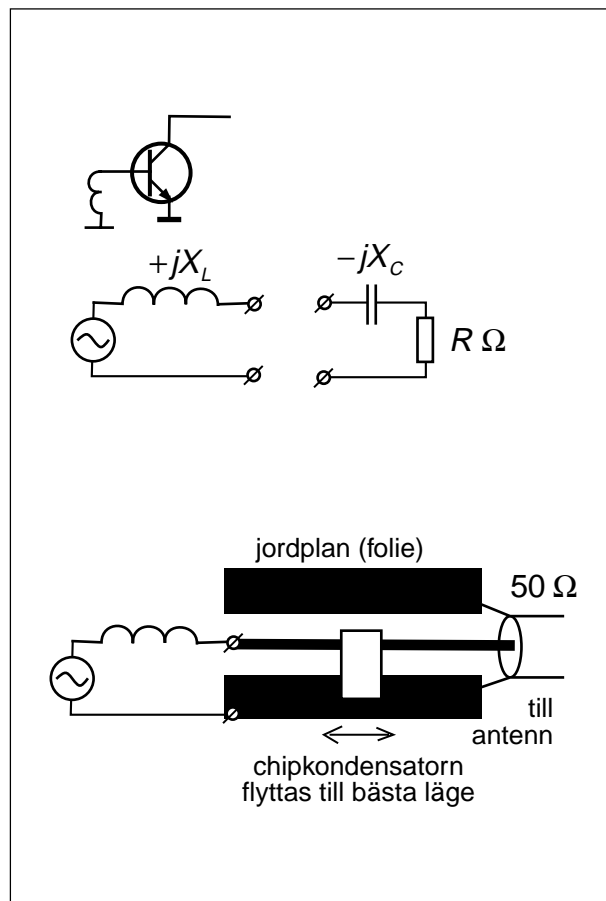 +jX_L
−jX_C
R Ω
jordplan (folie)
50 Ω
till
antenn
chipkondensatorn
flyttas till bästa läge